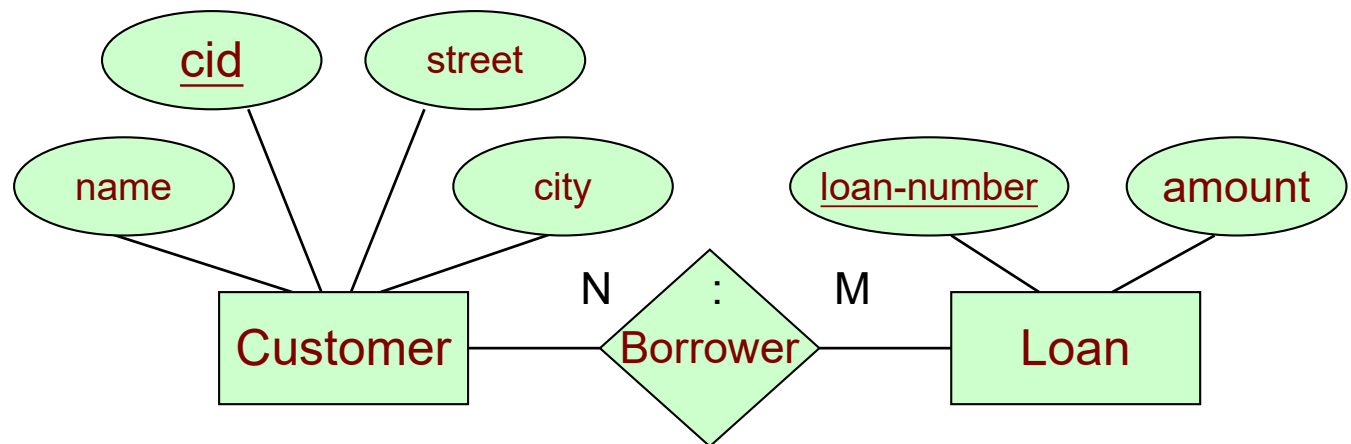 cid
street
name
city
loan-number
amount
N : M
Customer
Borrower
Loan